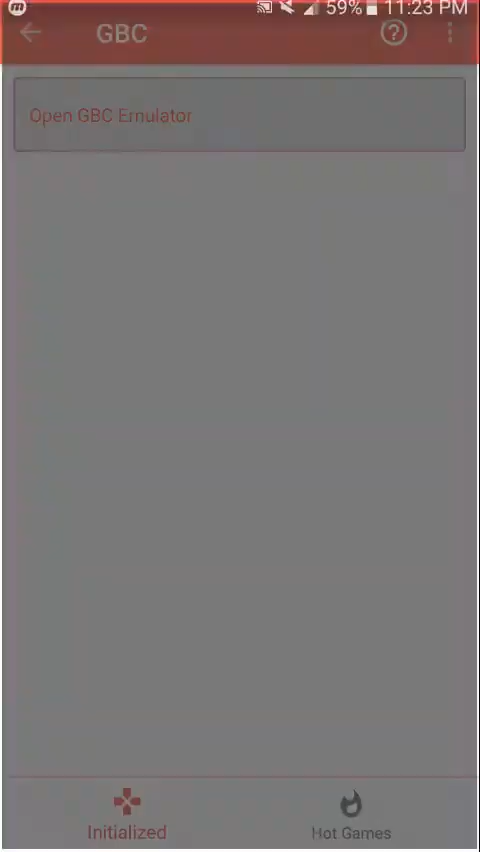 59% 11:23 PM
GBC
Open GBC Emulator
Initialized
Hot Games